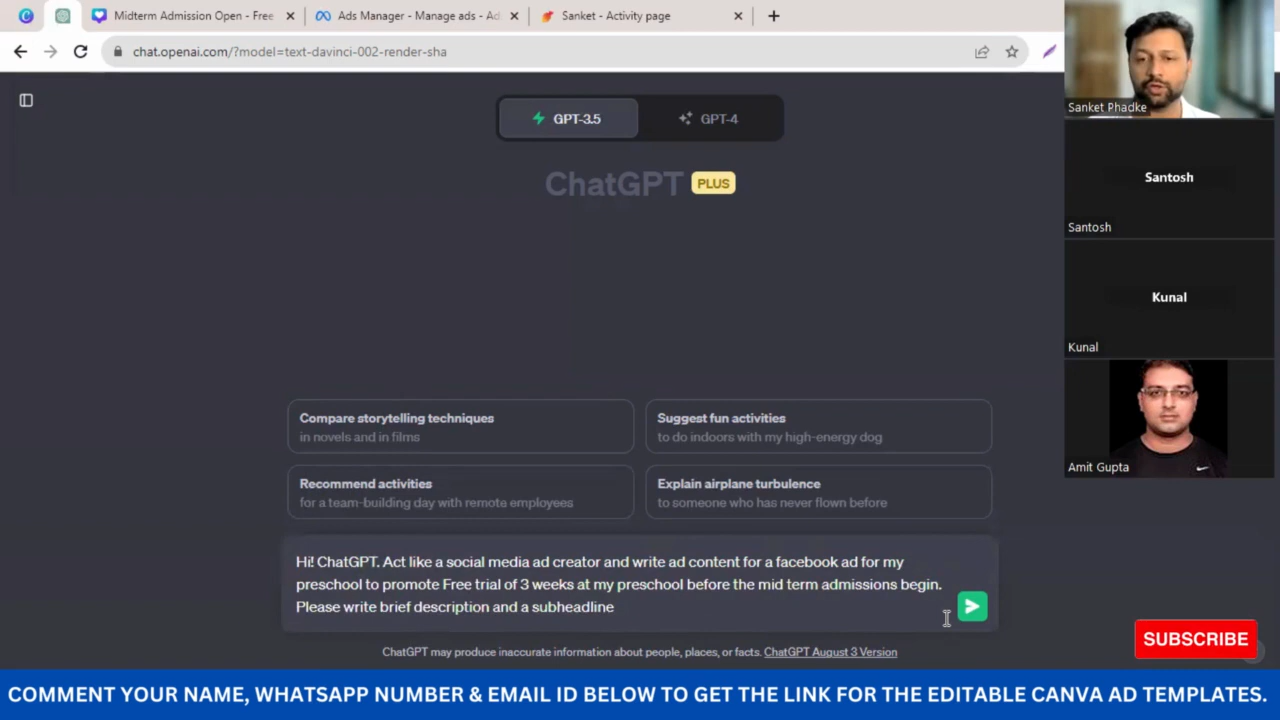 Midterm Admission Open - Free
Ads Manager - Manage ads - Ad
Sanket - Activity page
chat.openai.com/?model=text-davinci-002-render-sha
GPT-3.5
GPT-4
ChatGPT PLUS
Compare storytelling techniques
in novels and in films
Suggest fun activities
to do indoors with my high-energy dog
Recommend activities
for a team-building day with remote employees
Explain airplane turbulence
to someone who has never flown before
Hi! ChatGPT. Act like a social media ad creator and write ad content for a facebook ad for my
preschool to promote Free trial of 3 weeks at my preschool before the mid term admissions begin.
Please write brief description and a subheadline
ChatGPT may produce inaccurate information about people, places, or facts. ChatGPT August 3 Version
Sanket Phadke
Santosh
Santosh
Kunal
Kunal
Amit Gupta
SUBSCRIBE
COMMENT YOUR NAME, WHATSAPP NUMBER & EMAIL ID BELOW TO GET THE LINK FOR THE EDITABLE CANVA AD TEMPLATES.